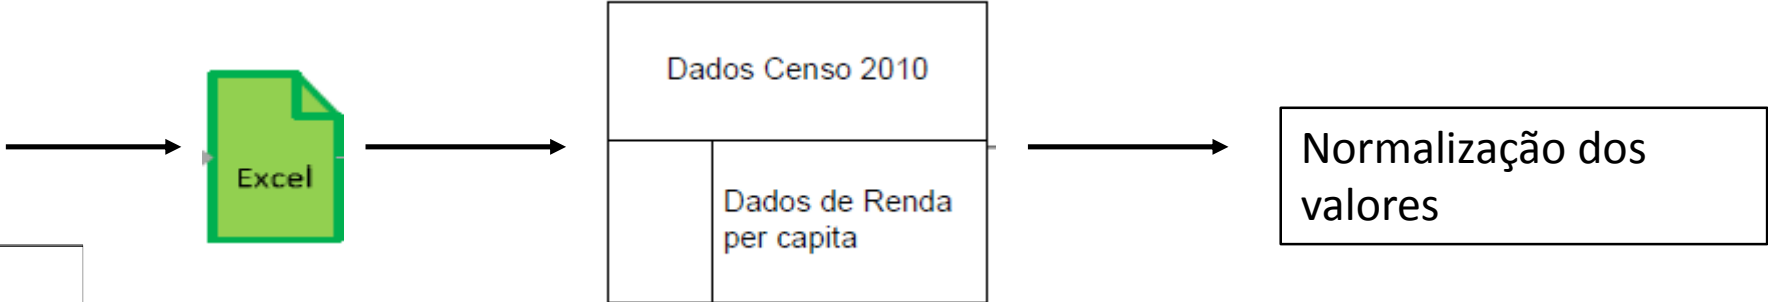 Excel
Dados Censo 2010
Dados de Renda
per capita
Normalização dos
valores